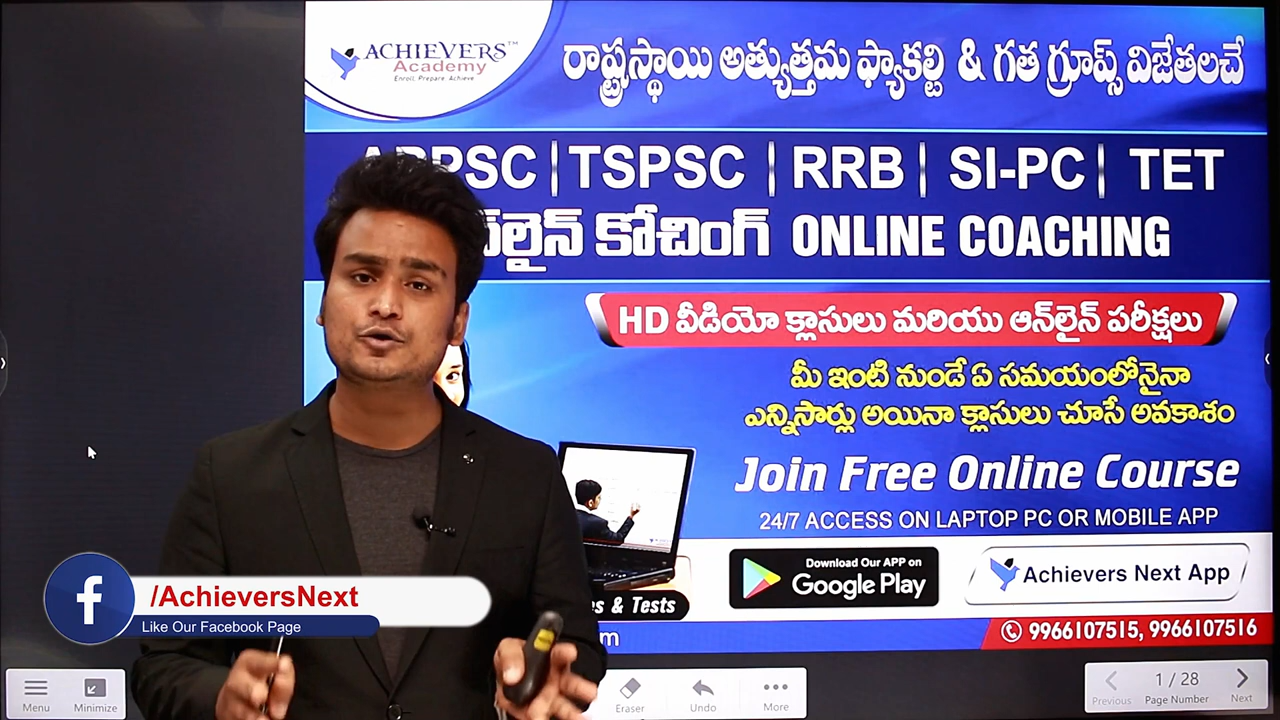 ACHIEVERS™
Academy
Enroll. Prepare. Achieve
రాష్ట్రస్థాయి అత్యుత్తమ ఫ్యాకల్టి & గత గ్రూప్స్ విజేతలచే
TSPSC | RRB | SI-PC | TET
కోచింగ్ ONLINE COACHING
HD వీడియో క్లాసులు మరియు ఆన్‌లైన్ పరీక్షలు
మీ ఇంటి నుండే ఏ సమయంలోనైనా
ఎన్నిసార్లు అయినా క్లాసులు చూసే అవకాశం
Join Free Online Course
24/7 ACCESS ON LAPTOP PC OR MOBILE APP
Download Our APP on
Google Play
Achievers Next App
& Tests
9966107515, 9966107516
/AchieversNext
Like Our Facebook Page
Menu
Minimize
Eraser
Undo
More
Previous
1 / 28
Page Number
Next